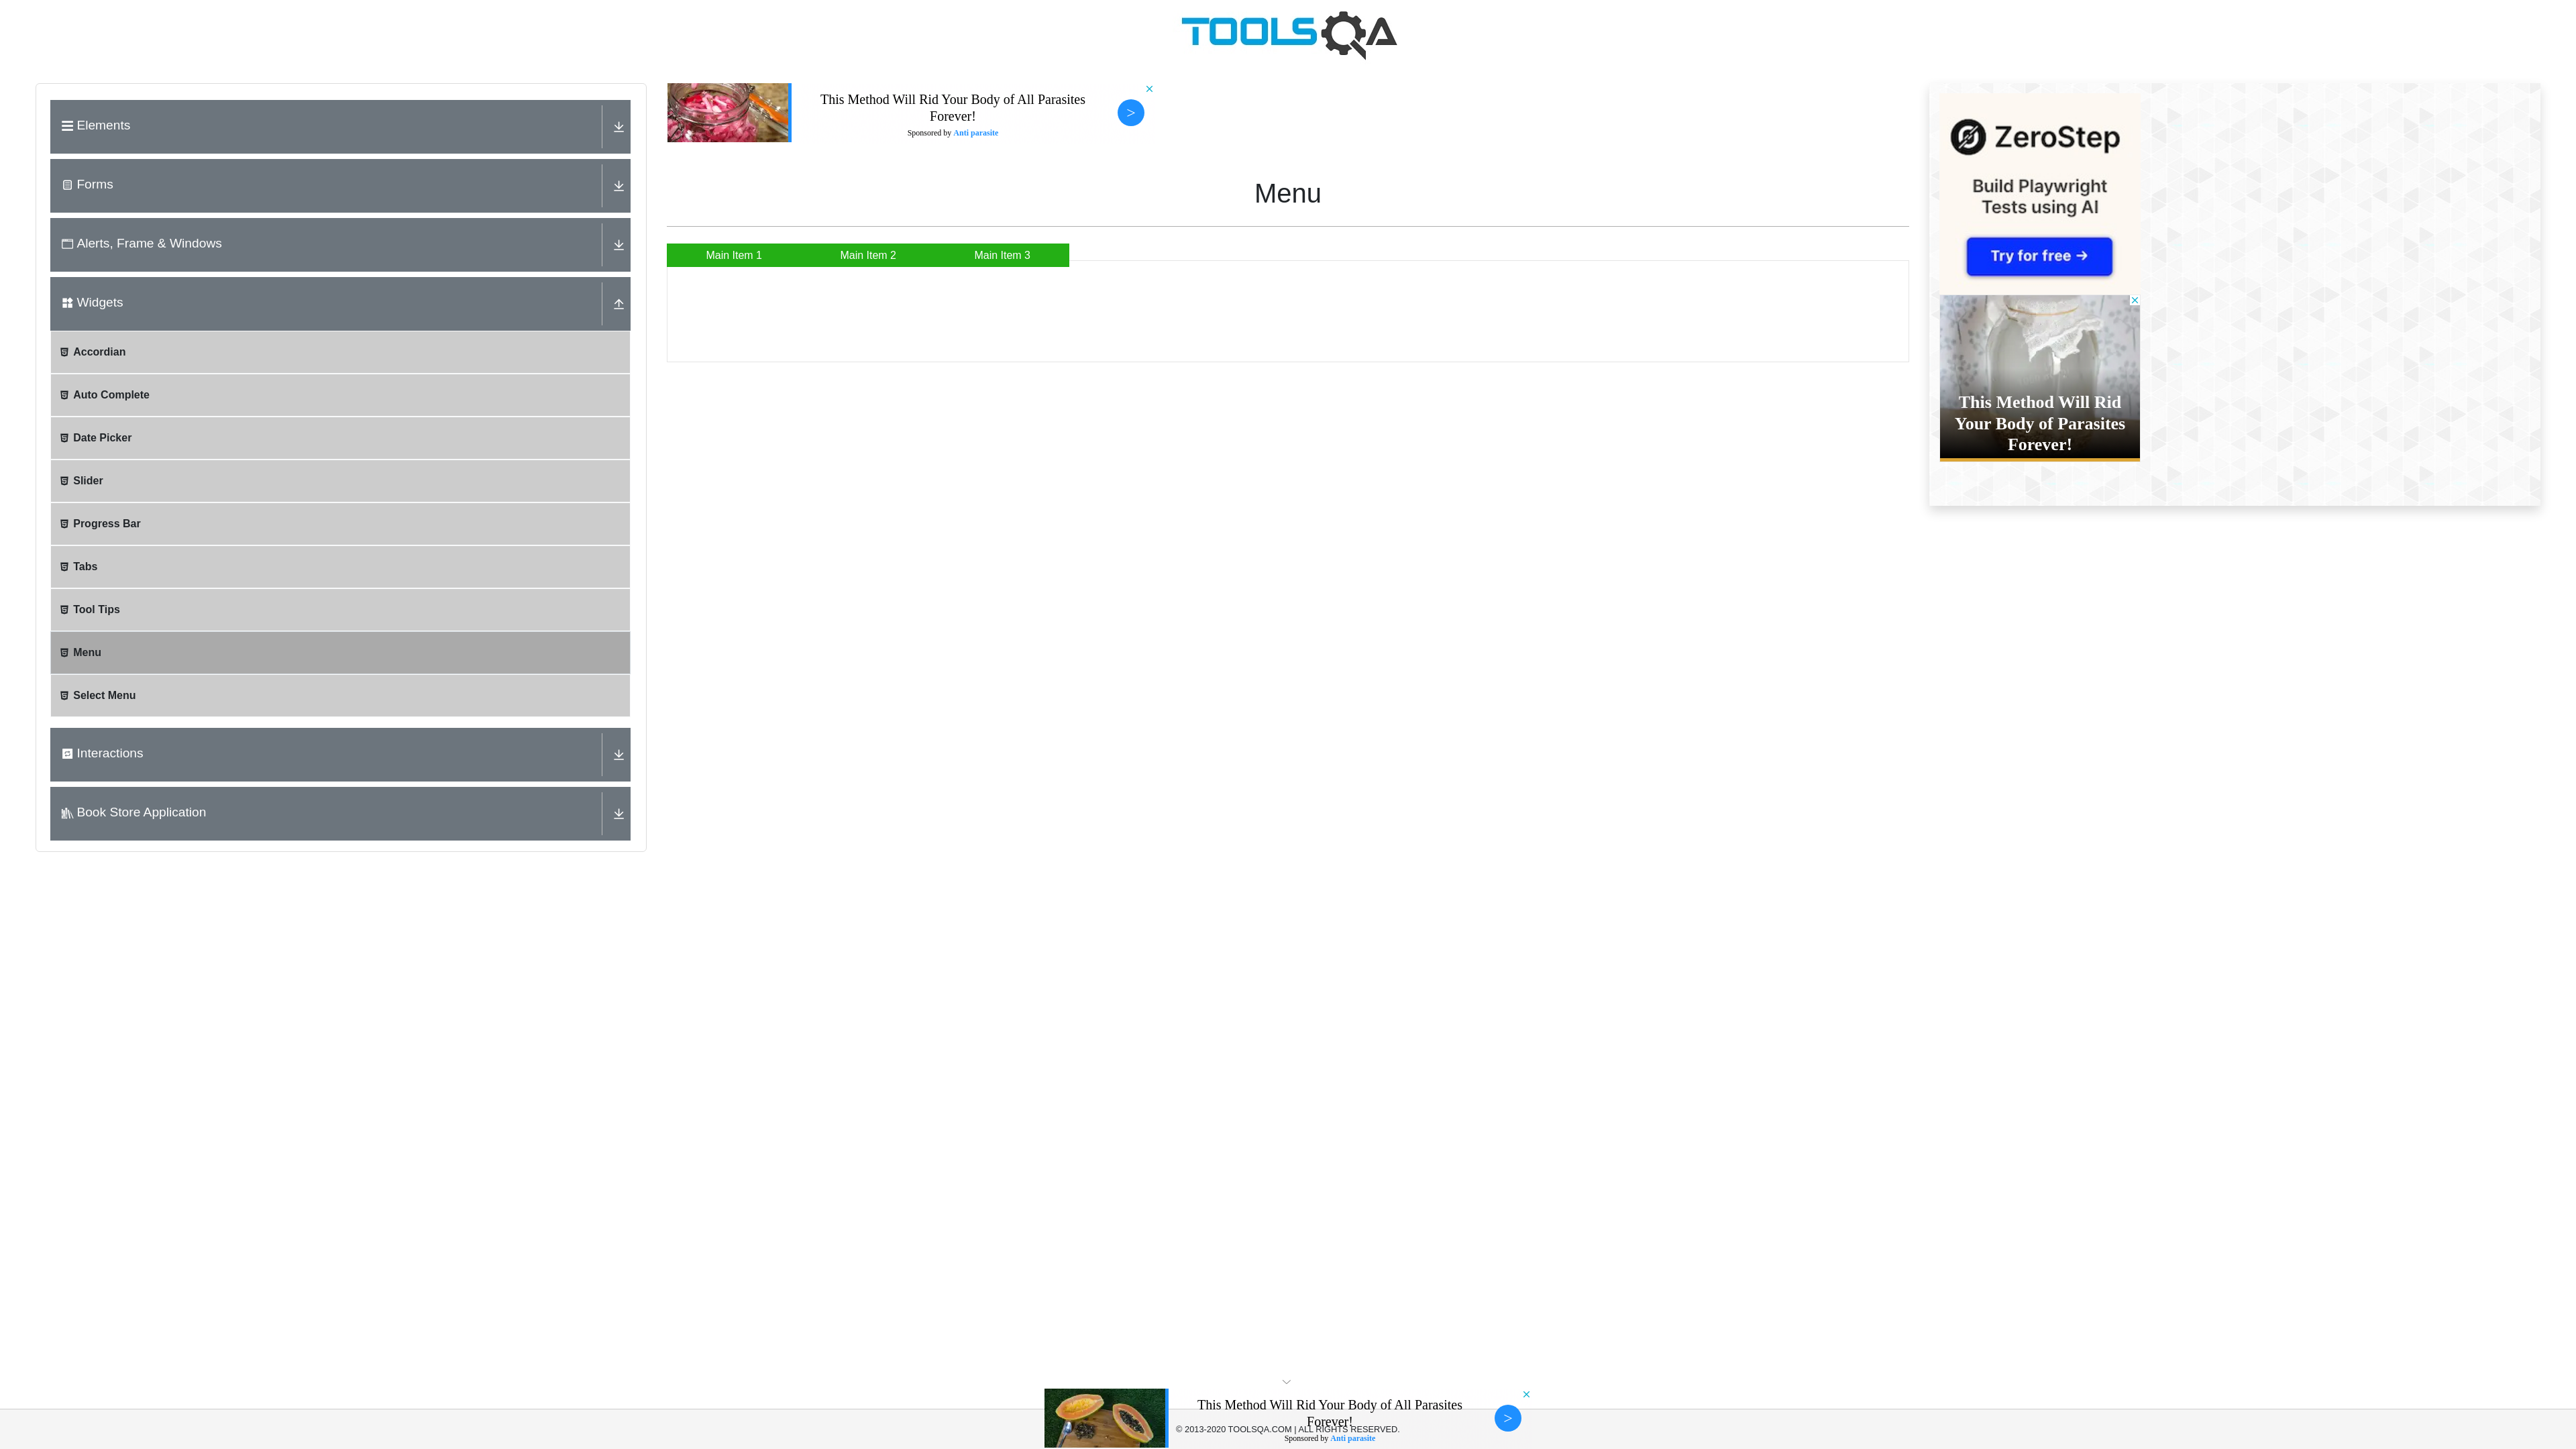 TOOLSQA
Elements
Forms
Alerts, Frame & Windows
Widgets
Accordian
Auto Complete
Date Picker
Slider
Progress Bar
Tabs
Tool Tips
Menu
Select Menu
Interactions
Book Store Application
This Method Will Rid Your Body of All Parasites
Forever!
Sponsored by Anti parasite
>
Menu
Main Item 1
Main Item 2
Main Item 3
ZeroStep
Build Playwright
Tests using AI
Try for free →
This Method Will Rid
Your Body of Parasites
Forever!
This Method Will Rid Your Body of All Parasites
Forever!
© 2013-2020 TOOLSQA.COM | ALL RIGHTS RESERVED.
Sponsored by Anti parasite
>